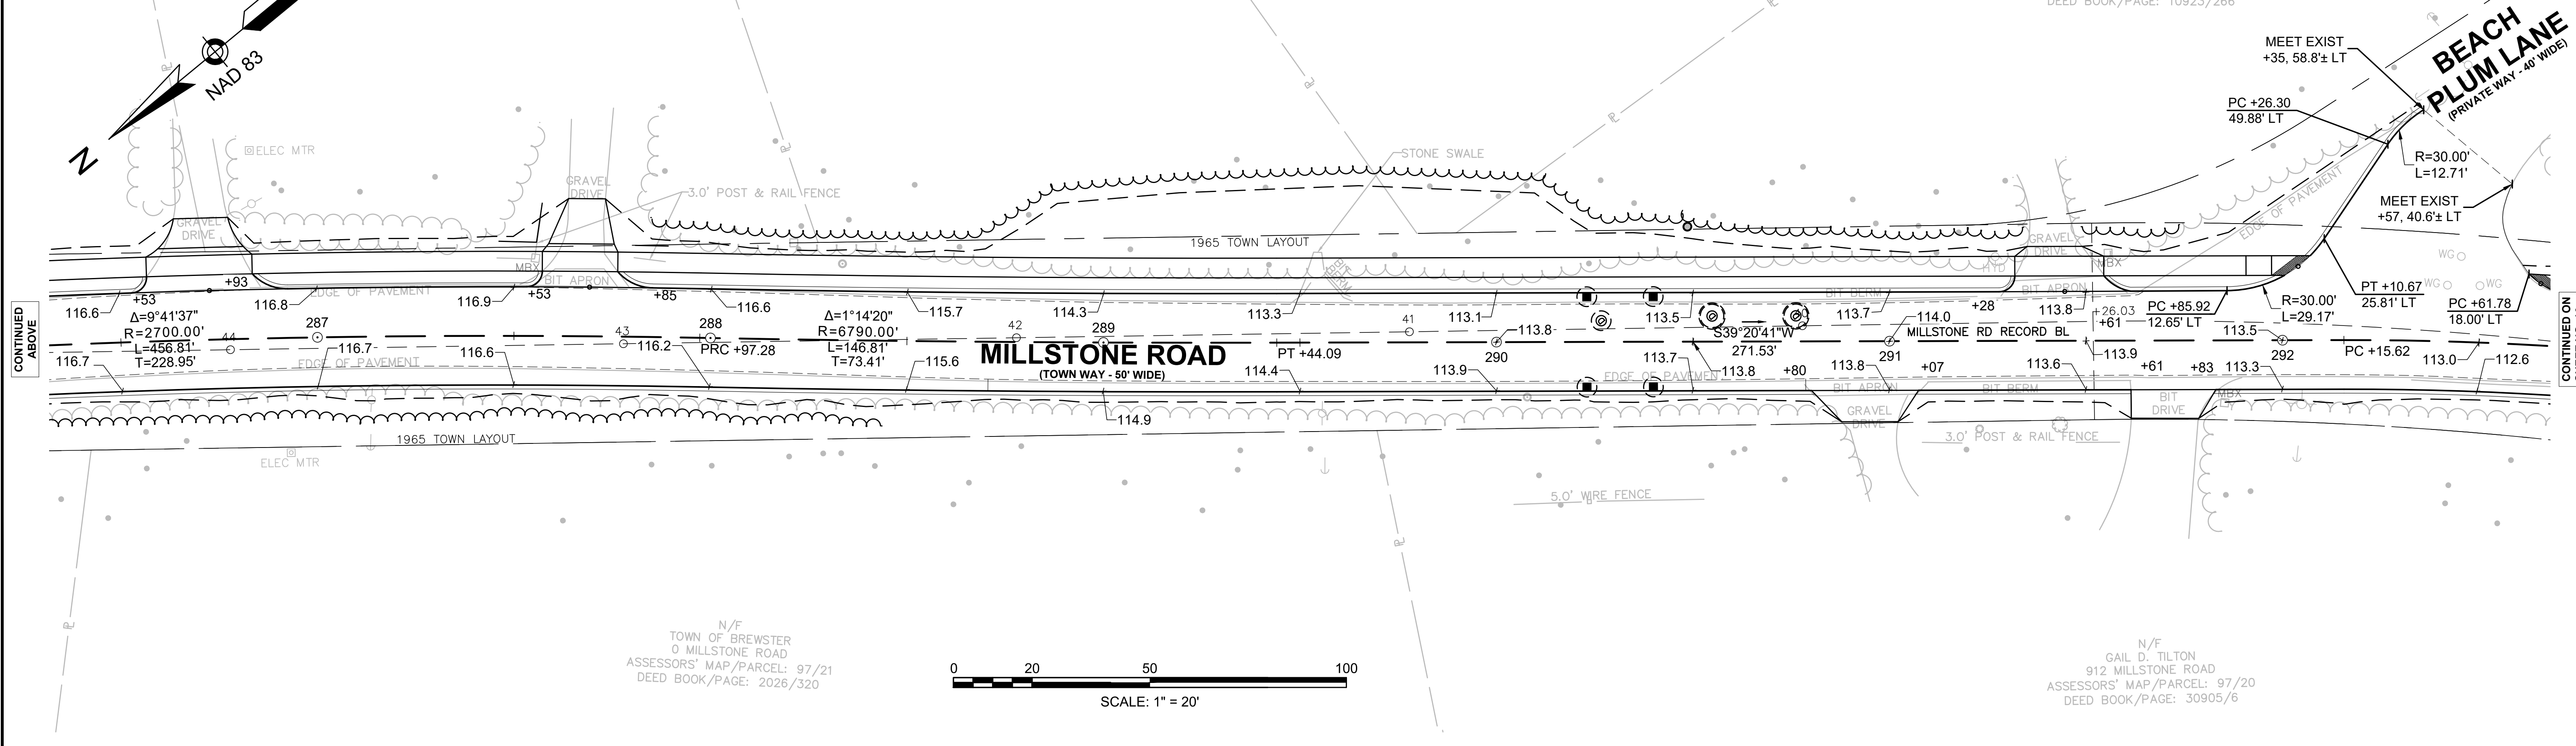 DEED BOOK/PAGE: 10923/266
N
NAD 83
MEET EXIST
+35, 58.8'± LT
BEACH
PLUM LANE
(PRIVATE WAY - 40' WIDE)
PC +26.30
49.88' LT
R=30.00'
L=12.71'
MEET EXIST
+57, 40.6'± LT
ELEC MTR
GRAVEL
DRIVE
GRAVEL
DRIVE
3.0' POST & RAIL FENCE
STONE SWALE
1965 TOWN LAYOUT
EDGE OF PAVEMENT
GRAVEL
DRIVE
HYD
MBX
WG
WG
WG
MBX
BIT APRON
BIT BERM
BIT APRON
BIT BERM
PT +10.67
25.81' LT
PC +61.78
18.00' LT
R=30.00'
L=29.17'
PC +85.92
12.65' LT
CONTINUED
ABOVE
116.6
+53
+93
116.8
EDGE OF PAVEMENT
116.9
+53
+85
116.6
115.7
114.3
113.3
113.1
113.5
113.7
+28
113.8
+26.03
+61
Δ=9°41'37"
R=2700.00'
L=456.81'
T=228.95'
44
287
43
288
PRC +97.28
Δ=1°14'20"
R=6790.00'
L=146.81'
T=73.41'
42
289
MILLSTONE ROAD
(TOWN WAY - 50' WIDE)
PT +44.09
41
290
113.8
40
S39°20'41"W
271.53'
291
114.0
MILLSTONE RD RECORD BL
113.9
113.5
292
PC +15.62
CONTINUED ON
116.7
EDGE OF PAVEMENT
116.7
116.6
116.2
115.6
114.9
114.4
113.9
EDGE OF PAVEMENT
113.7
113.8
+80
113.8
+07
113.6
+61
+83
113.3
113.0
112.6
BIT APRON
GRAVEL
DRIVE
BIT BERM
BIT
DRIVE
MBX
1965 TOWN LAYOUT
ELEC MTR
3.0' POST & RAIL FENCE
5.0' WIRE FENCE
N/F
TOWN OF BREWSTER
0 MILLSTONE ROAD
ASSESSORS' MAP/PARCEL: 97/21
DEED BOOK/PAGE: 2026/320
0 20 50 100
SCALE: 1" = 20'
N/F
GAIL D. TILTON
912 MILLSTONE ROAD
ASSESSORS' MAP/PARCEL: 97/20
DEED BOOK/PAGE: 30905/6